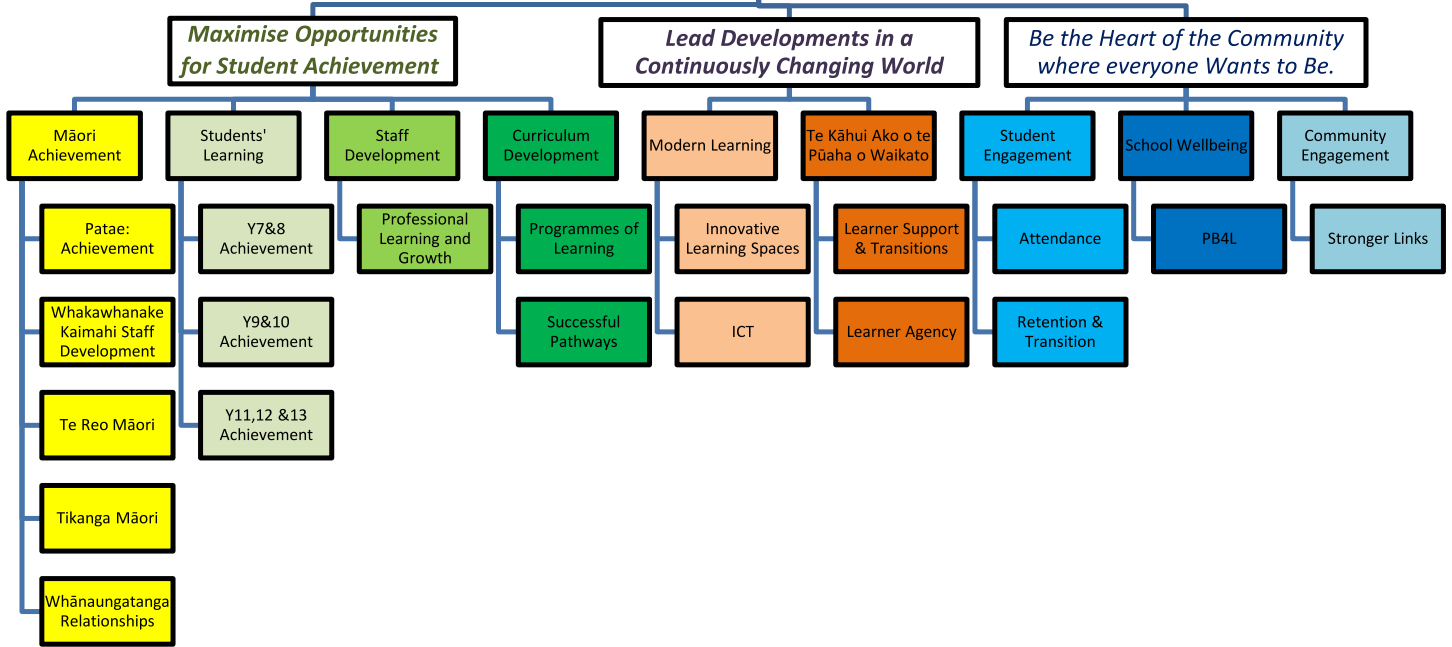 Maximise Opportunities
for Student Achievement
Lead Developments in a
Continuously Changing World
Be the Heart of the Community
where everyone Wants to Be.
Māori
Achievement
Students'
Learning
Staff
Development
Curriculum
Development
Modern Learning
Te Kāhui Ako o te
Pūaha o Waikato
Student
Engagement
School Wellbeing
Community
Engagement
Patae:
Achievement
Y7&8
Achievement
Professional
Learning and
Growth
Programmes of
Learning
Innovative
Learning Spaces
Learner Support
& Transitions
Attendance
PB4L
Stronger Links
Whakawhanake
Kaimahi Staff
Development
Y9&10
Achievement
Successful
Pathways
ICT
Learner Agency
Retention &
Transition
Te Reo Māori
Y11,12 &13
Achievement
Tikanga Māori
Whānaungatanga
Relationships